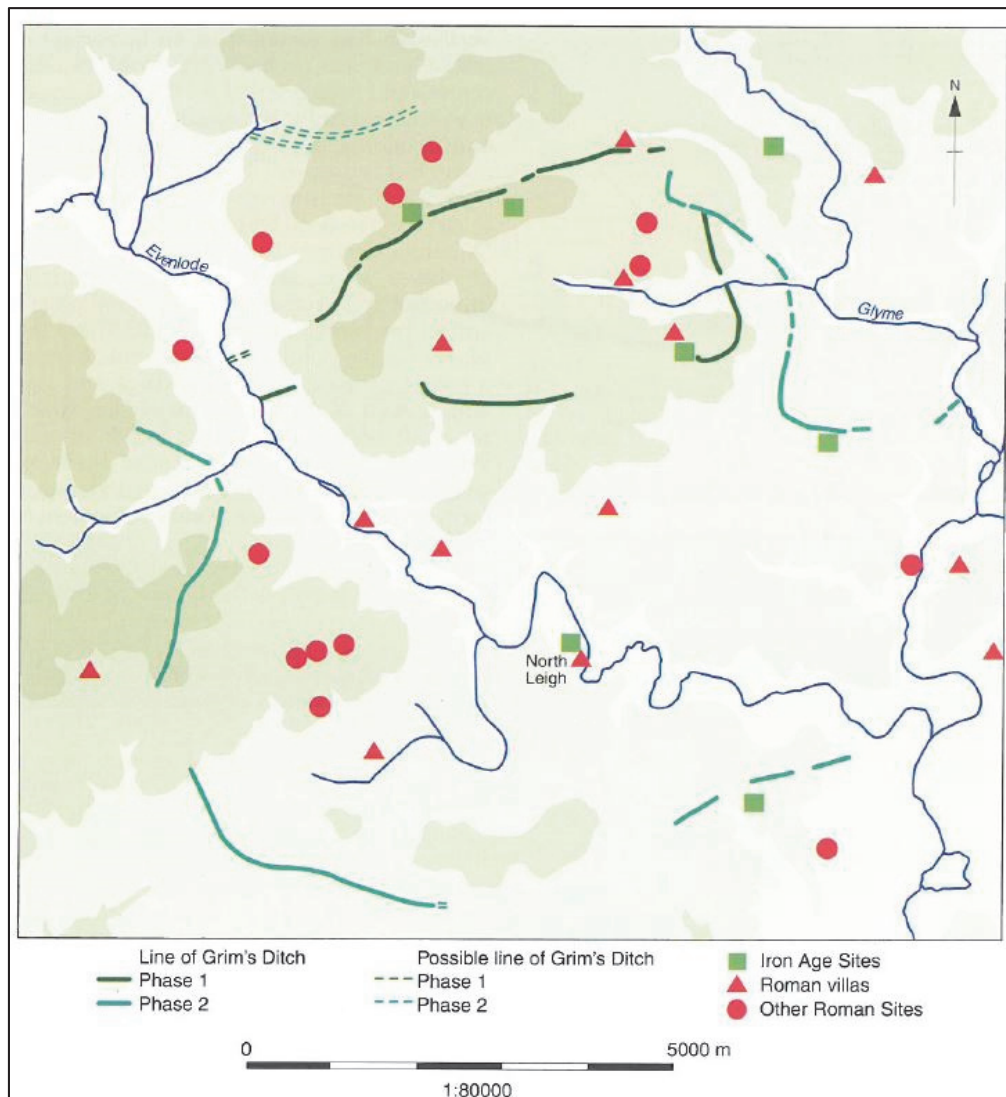 N
Evenlode
Glyme
North
Leigh
Line of Grim's Ditch
Phase 1
Phase 2
Possible line of Grim's Ditch
Phase 1
Phase 2
Iron Age Sites
Roman villas
Other Roman Sites
0 5000 m
1:80000